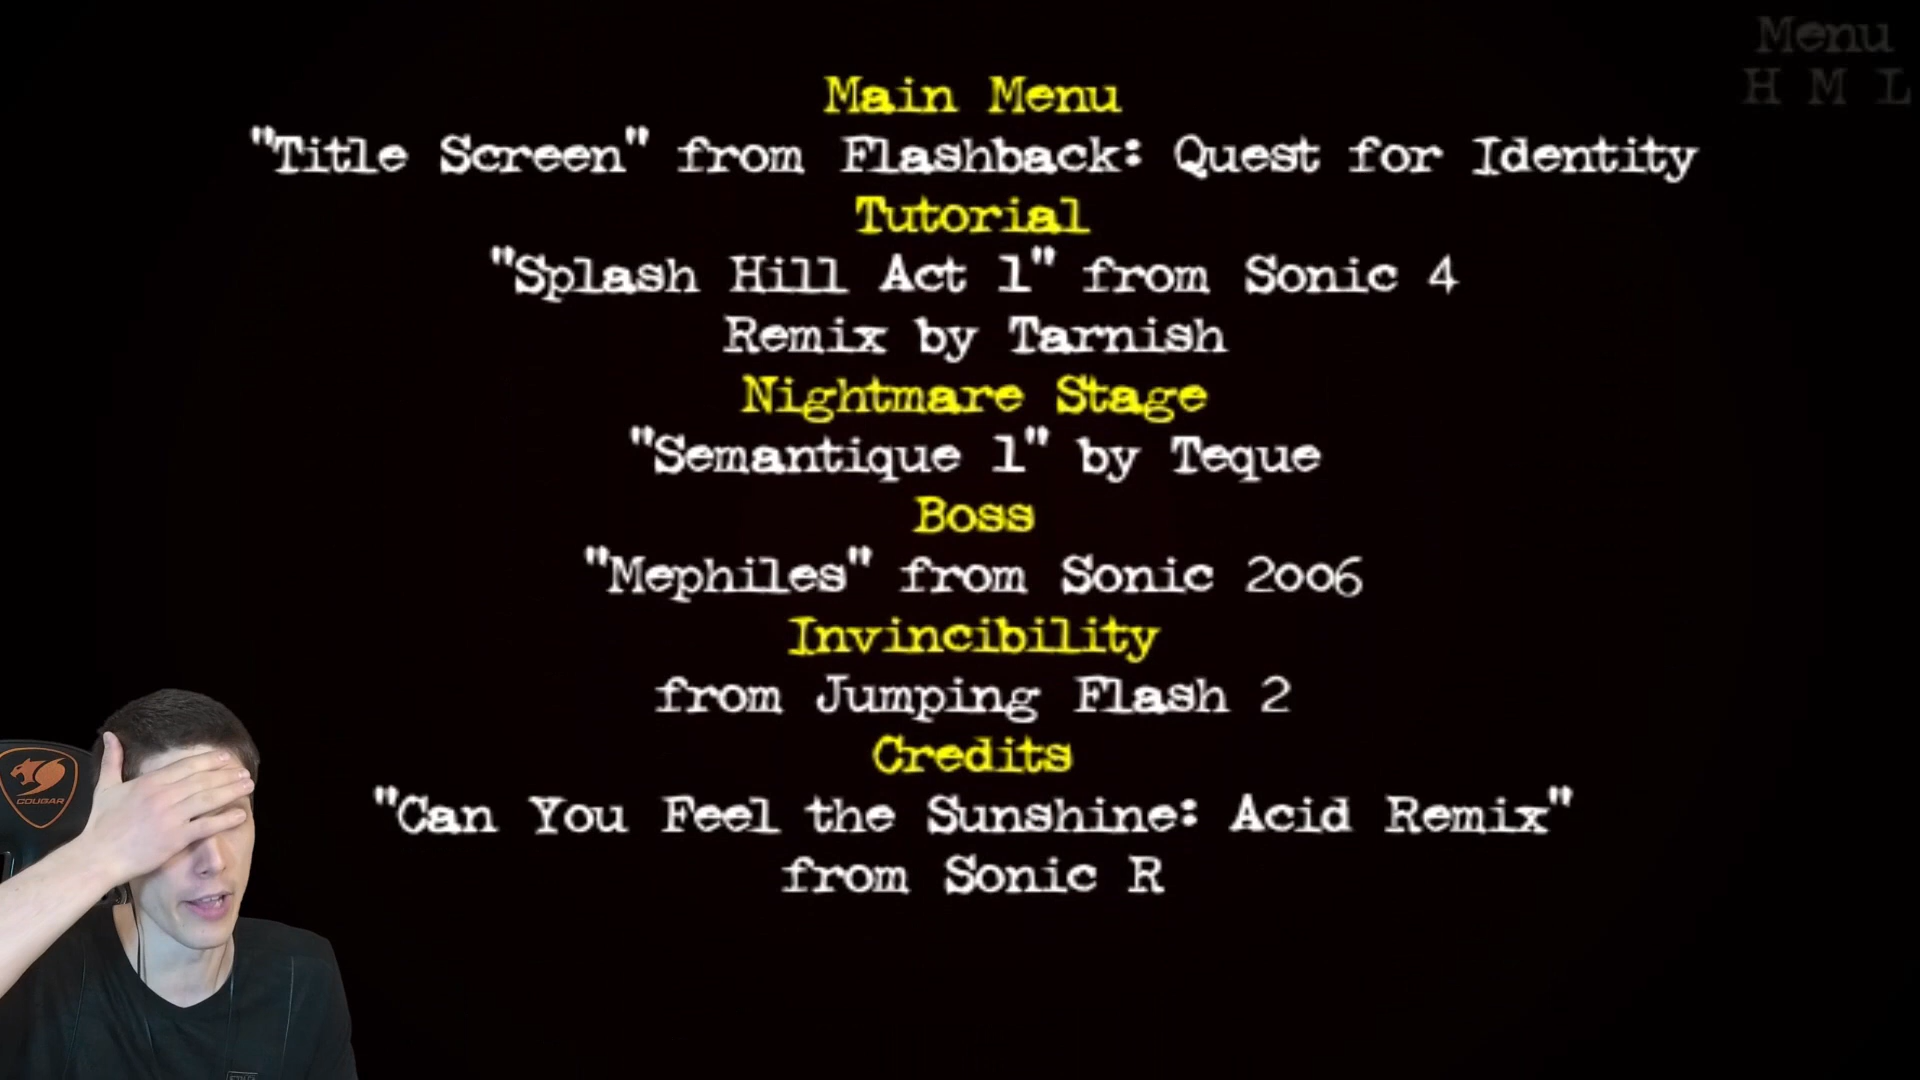 Menu
H M L
Main Menu
"Title Screen" from Flashback: Quest for Identity
Tutorial
"Splash Hill Act 1" from Sonic 4
Remix by Tarnish
Nightmare Stage
"Semantique 1" by Teque
Boss
"Mephiles" from Sonic 2006
Invincibility
from Jumping Flash 2
Credits
"Can You Feel the Sunshine: Acid Remix"
from Sonic R
COUGAR